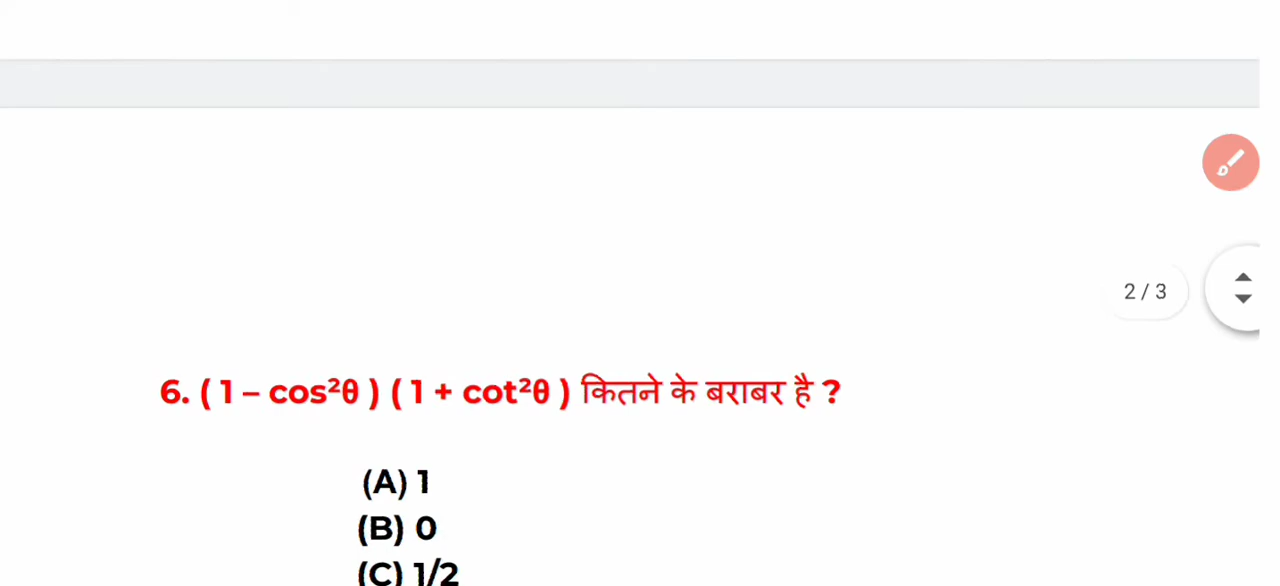 2 / 3
6. ( 1 – cos²θ ) ( 1 + cot²θ ) कितने के बराबर है ?
(A) 1
(B) 0
(C) 1/2